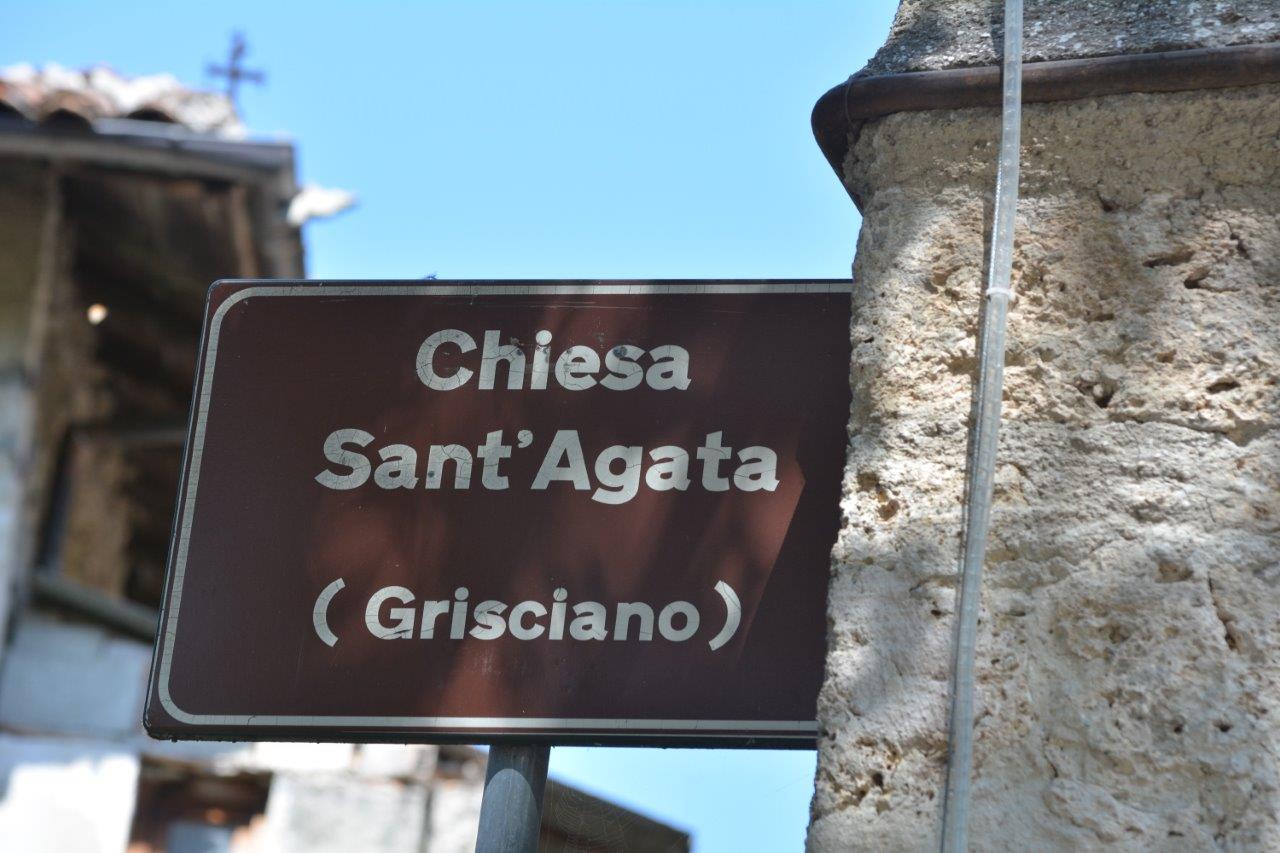 Chiesa
Sant'Agata
( Grisciano )